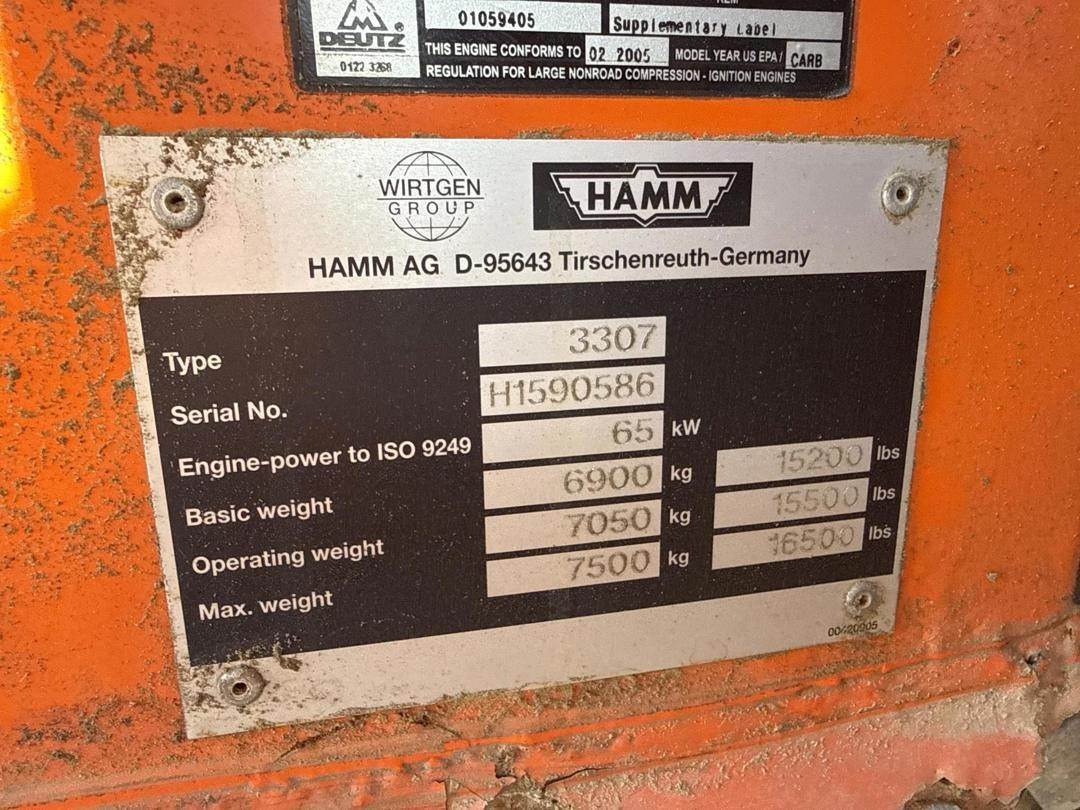 DEUTZ
0122 3268
01059405
Supplementary Label
THIS ENGINE CONFORMS TO 02 2005 MODEL YEAR US EPA / CARB
REGULATION FOR LARGE NONROAD COMPRESSION - IGNITION ENGINES
WIRTGEN
GROUP
HAMM
HAMM AG D-95643 Tirschenreuth-Germany
Type 3307
Serial No. H1590586
Engine-power to ISO 9249 65 kW
Basic weight 6900 kg 15200 lbs
Operating weight 7050 kg 15500 lbs
Max. weight 7500 kg 16500 lbs